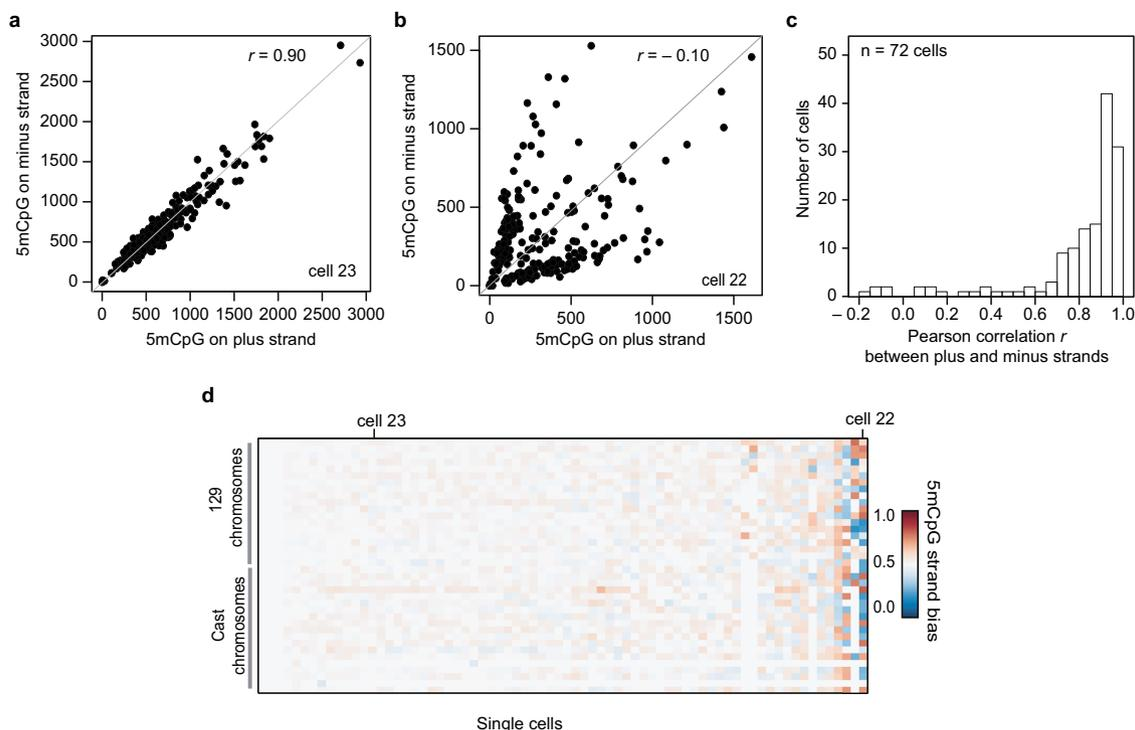 a
3000
2500
2000
1500
1000
500
0
5mCpG on minus strand
r = 0.90
cell 23
0 500 1000 1500 2000 2500 3000
5mCpG on plus strand
b
1500
1000
500
0
5mCpG on minus strand
r = – 0.10
cell 22
0 500 1000 1500
5mCpG on plus strand
c
50
40
30
20
10
0
Number of cells
n = 72 cells
– 0.2 0.0 0.2 0.4 0.6 0.8 1.0
Pearson correlation r
between plus and minus strands
d
cell 23 cell 22
129
chromosomes
Cast
chromosomes
1.0
0.5
0.0
5mCpG strand bias
Single cells